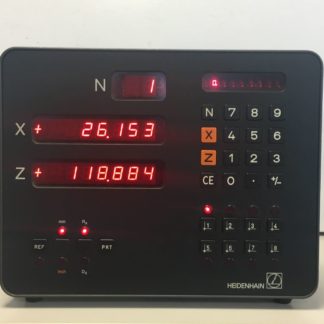 N 1
X + 26.153
Z + 118.884
N 7 8 9
X 4 5 6
Z 1 2 3
CE 0 · +/-
REF PRT
HEIDENHAIN